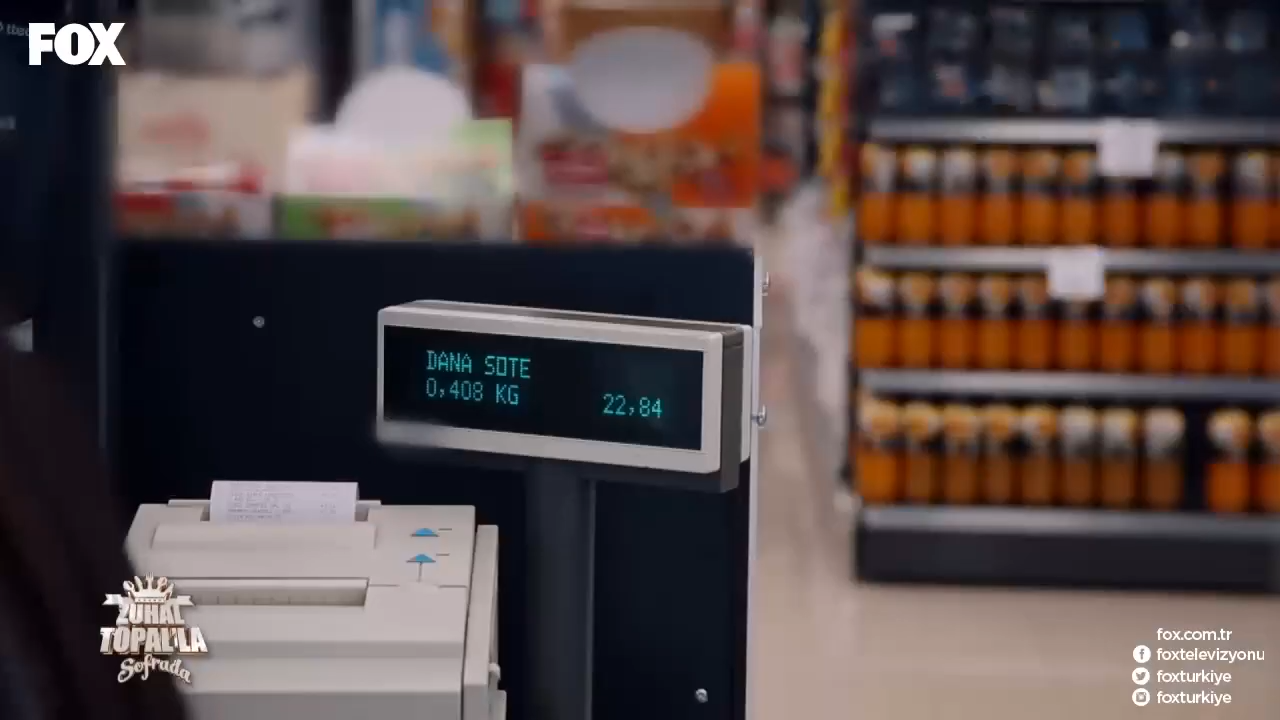 FOX
DANA SOTE
0,408 KG
22,84
ZUHAL
TOPAL'LA
Sofrada
fox.com.tr
foxtelevizyonu
foxturkiye
foxturkiye